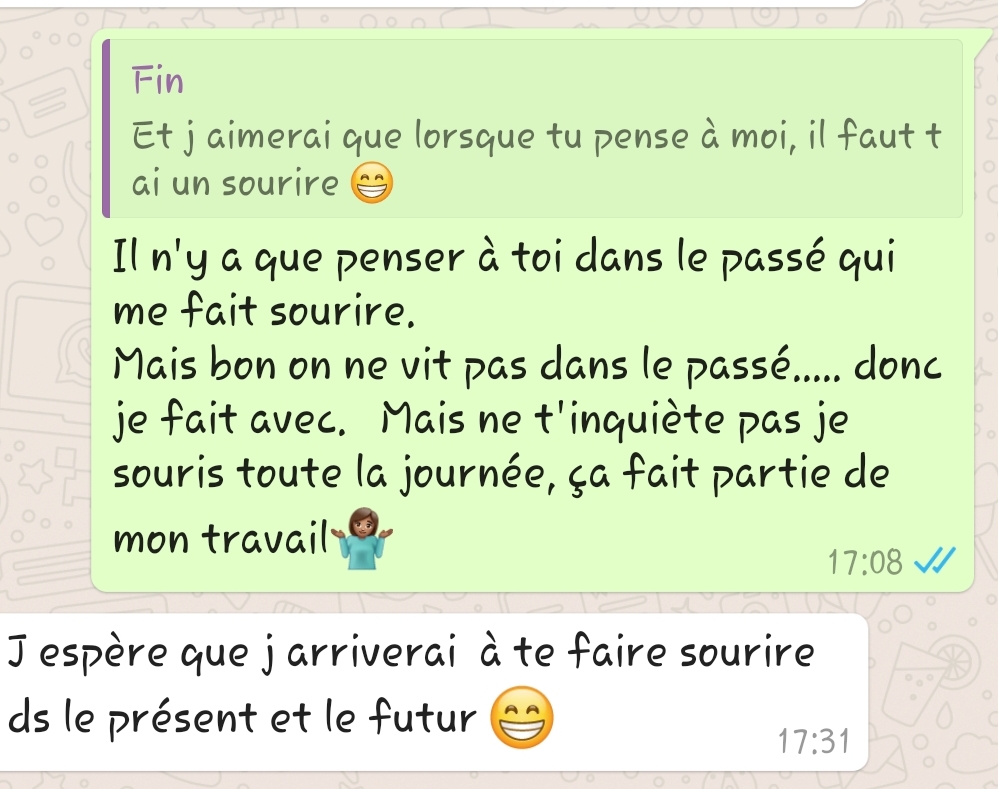 Fin
Et j aimerai que lorsque tu pense à moi, il faut t
ai un sourire 😁
Il n'y a que penser à toi dans le passé qui
me fait sourire.
Mais bon on ne vit pas dans le passé..... donc
je fait avec.   Mais ne t'inquiète pas je
souris toute la journée, ça fait partie de
mon travail🤷🏽‍♀️
17:08
J espère que j arriverai  à te faire sourire
ds le présent et le futur 😁
17:31